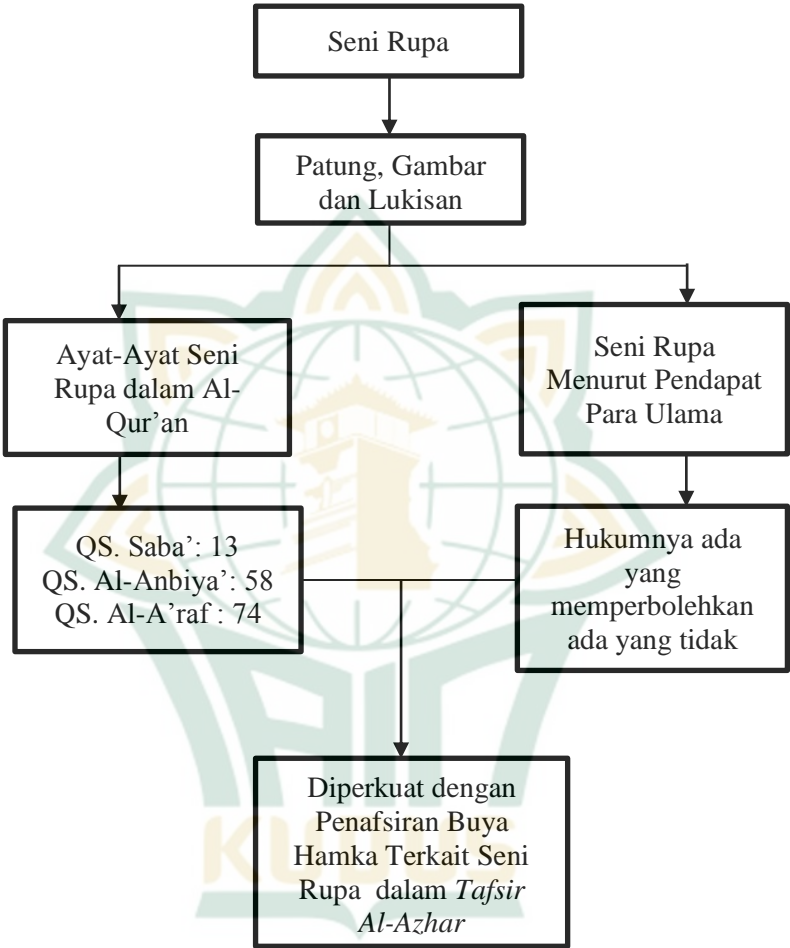 Seni Rupa
Patung, Gambar
dan Lukisan
Ayat-Ayat Seni
Rupa dalam Al-
Qur’an
Seni Rupa
Menurut Pendapat
Para Ulama
QS. Saba’: 13
QS. Al-Anbiya’: 58
QS. Al-A’raf : 74
Hukumnya ada
yang
memperbolehkan
ada yang tidak
Diperkuat dengan
Penafsiran Buya
Hamka Terkait Seni
Rupa dalam Tafsir
Al-Azhar
IAIN
KUDUS